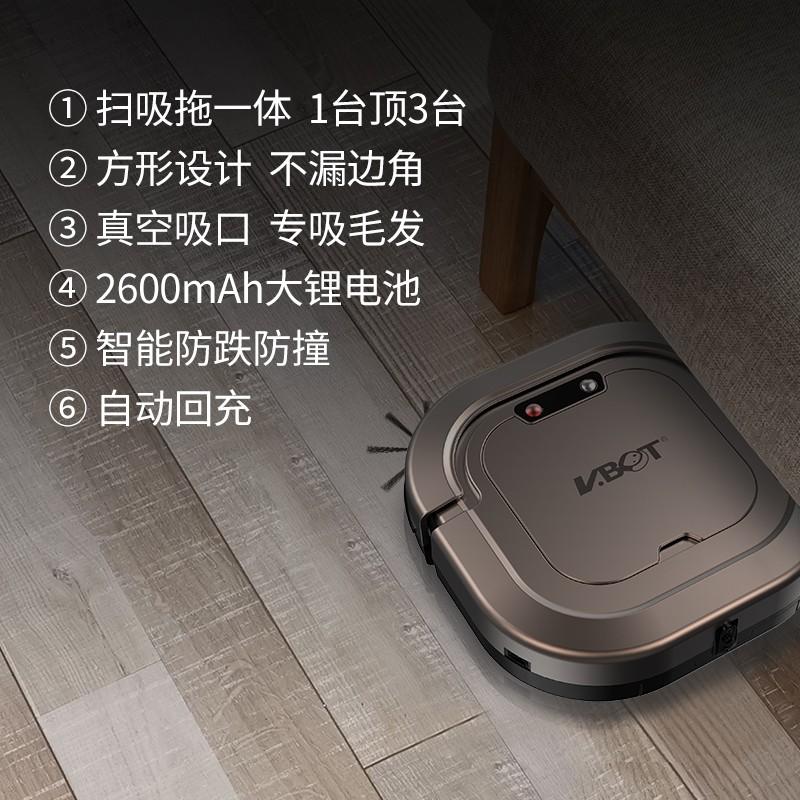 ① 扫吸拖一体 1台顶3台
② 方形设计 不漏边角
③ 真空吸口 专吸毛发
④ 2600mAh大锂电池
⑤ 智能防跌防撞
⑥ 自动回充
V.BOT®